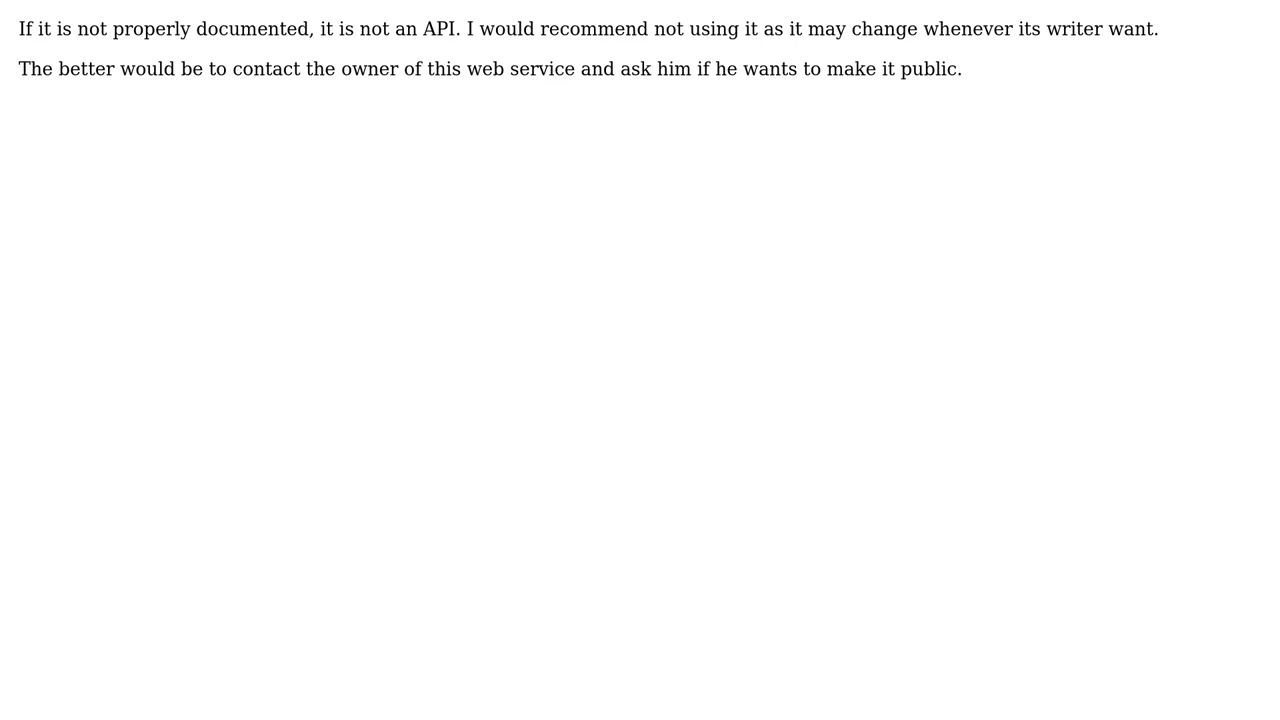 If it is not properly documented, it is not an API. I would recommend not using it as it may change whenever its writer want.
The better would be to contact the owner of this web service and ask him if he wants to make it public.